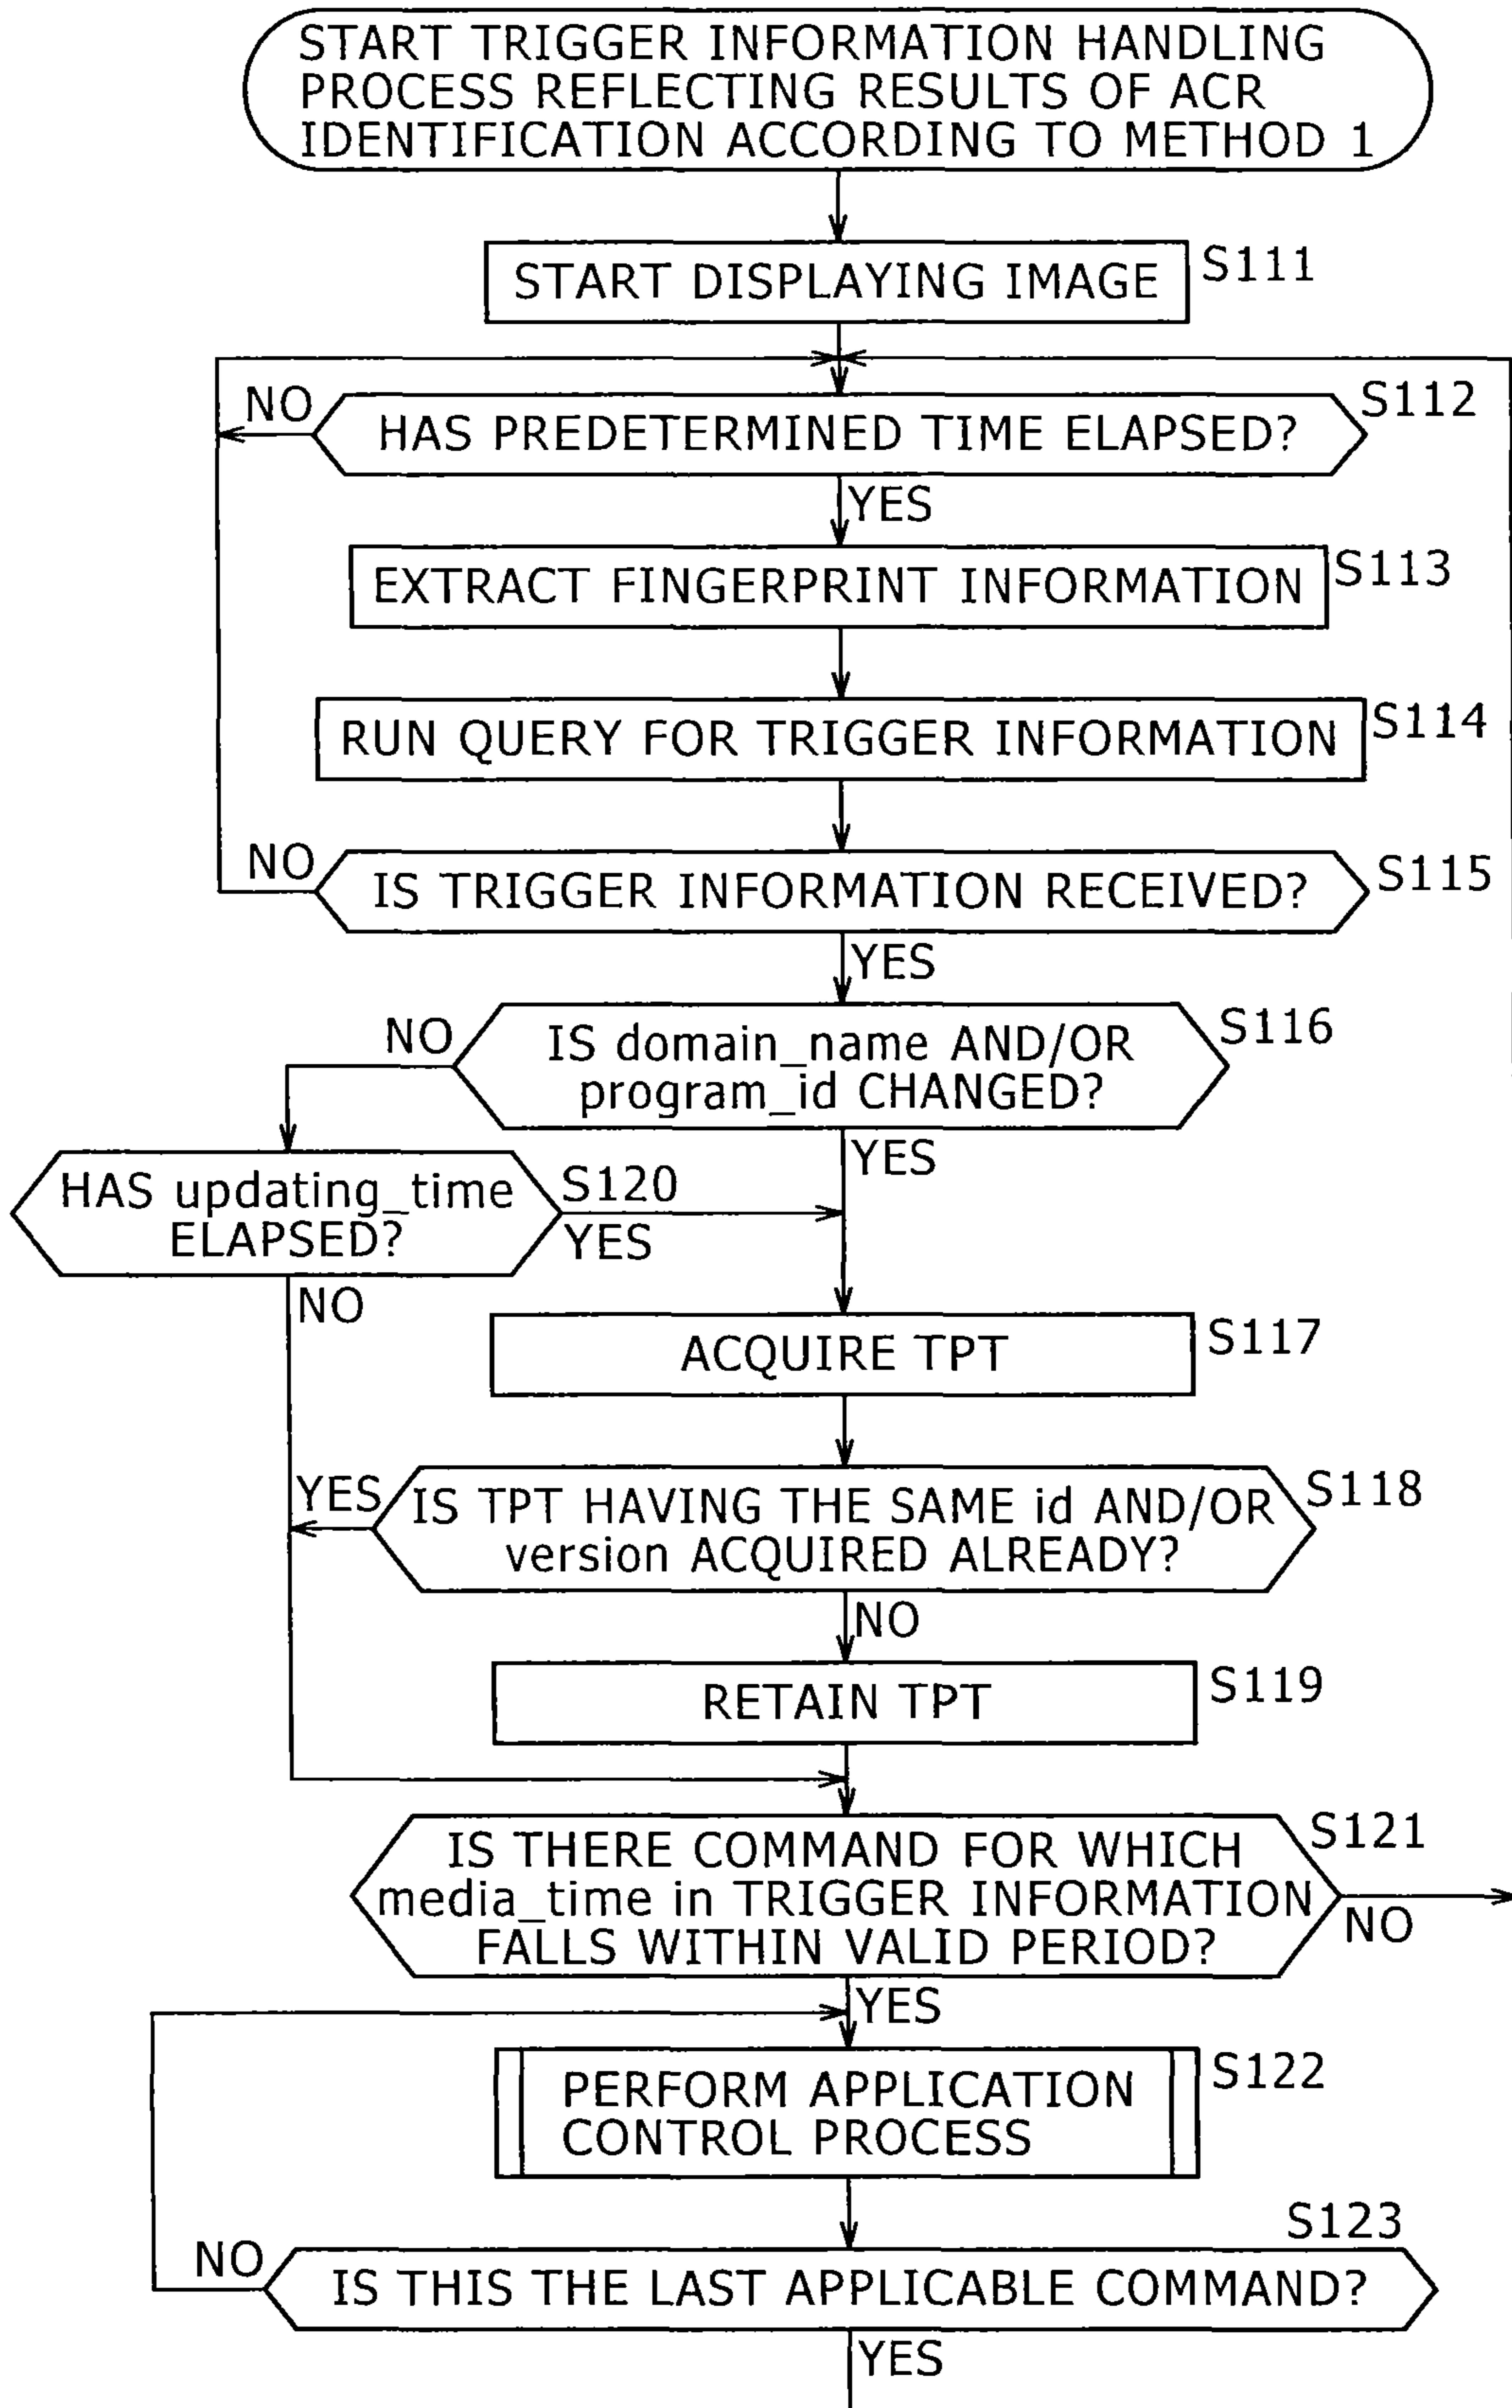 START TRIGGER INFORMATION HANDLING
PROCESS REFLECTING RESULTS OF ACR
IDENTIFICATION ACCORDING TO METHOD 1
START DISPLAYING IMAGE
S111
NO
HAS PREDETERMINED TIME ELAPSED?
S112
YES
EXTRACT FINGERPRINT INFORMATION
S113
RUN QUERY FOR TRIGGER INFORMATION
S114
NO
IS TRIGGER INFORMATION RECEIVED?
S115
YES
NO
IS domain_name AND/OR
program_id CHANGED?
S116
YES
HAS updating_time
ELAPSED?
S120
YES
NO
ACQUIRE TPT
S117
YES
IS TPT HAVING THE SAME id AND/OR
version ACQUIRED ALREADY?
S118
NO
RETAIN TPT
S119
IS THERE COMMAND FOR WHICH
media_time in TRIGGER INFORMATION
FALLS WITHIN VALID PERIOD?
S121
NO
YES
PERFORM APPLICATION
CONTROL PROCESS
S122
S123
NO
IS THIS THE LAST APPLICABLE COMMAND?
YES